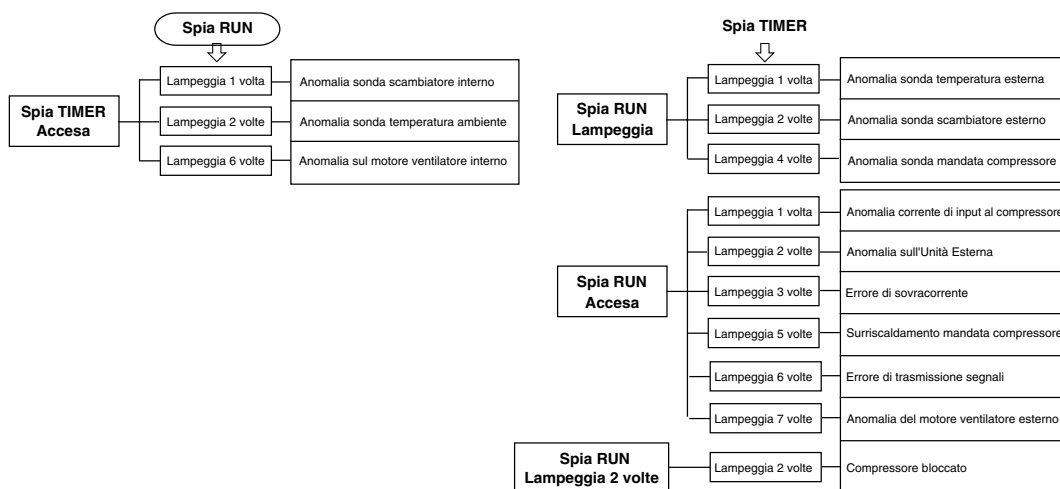 Spia RUN
Spia TIMER
Accesa
Lampeggia 1 volta
Anomalia sonda scambiatore interno
Lampeggia 2 volte
Anomalia sonda temperatura ambiente
Lampeggia 6 volte
Anomalia sul motore ventilatore interno
Spia TIMER
Spia RUN
Lampeggia
Lampeggia 1 volta
Anomalia sonda temperatura esterna
Lampeggia 2 volte
Anomalia sonda scambiatore esterno
Lampeggia 4 volte
Anomalia sonda mandata compressore
Spia RUN
Accesa
Lampeggia 1 volta
Anomalia corrente di input al compressore
Lampeggia 2 volte
Anomalia sull'Unità Esterna
Lampeggia 3 volte
Errore di sovracorrente
Lampeggia 5 volte
Surriscaldamento mandata compressore
Lampeggia 6 volte
Errore di trasmissione segnali
Lampeggia 7 volte
Anomalia del motore ventilatore esterno
Spia RUN
Lampeggia 2 volte
Lampeggia 2 volte
Compressore bloccato